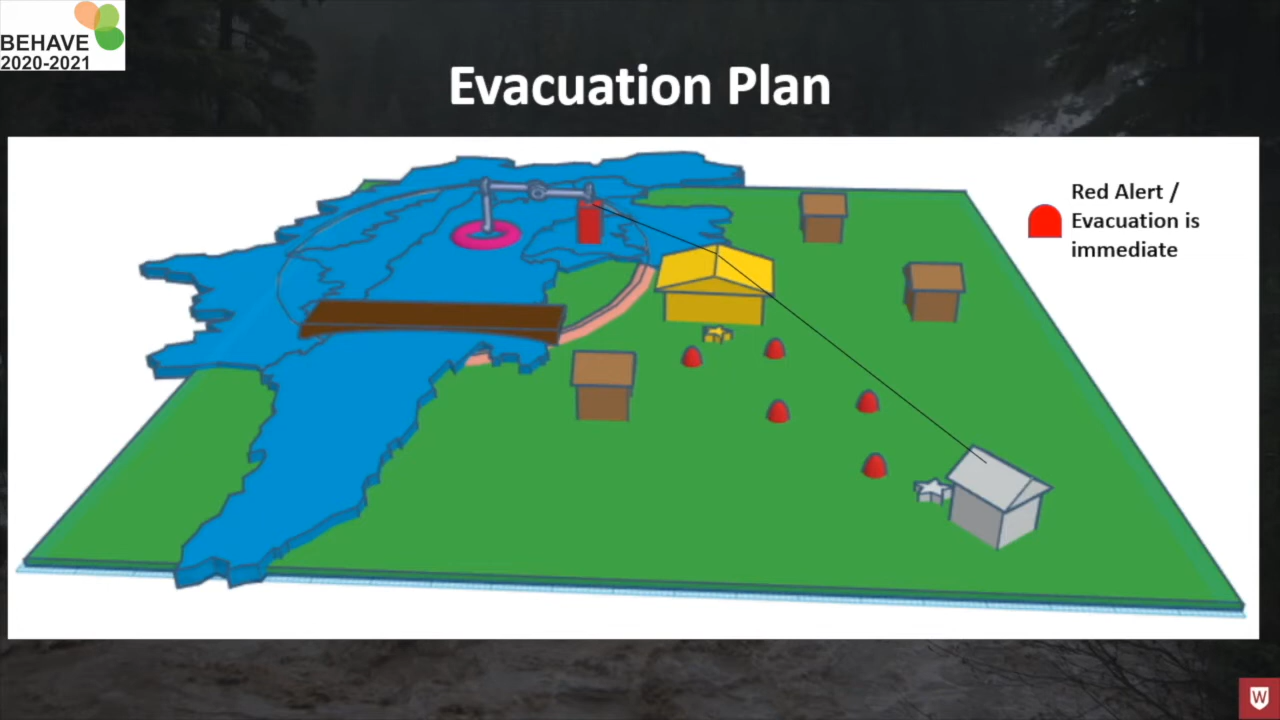 BEHAVE
2020-2021
Evacuation Plan
Red Alert /
Evacuation is
immediate
W